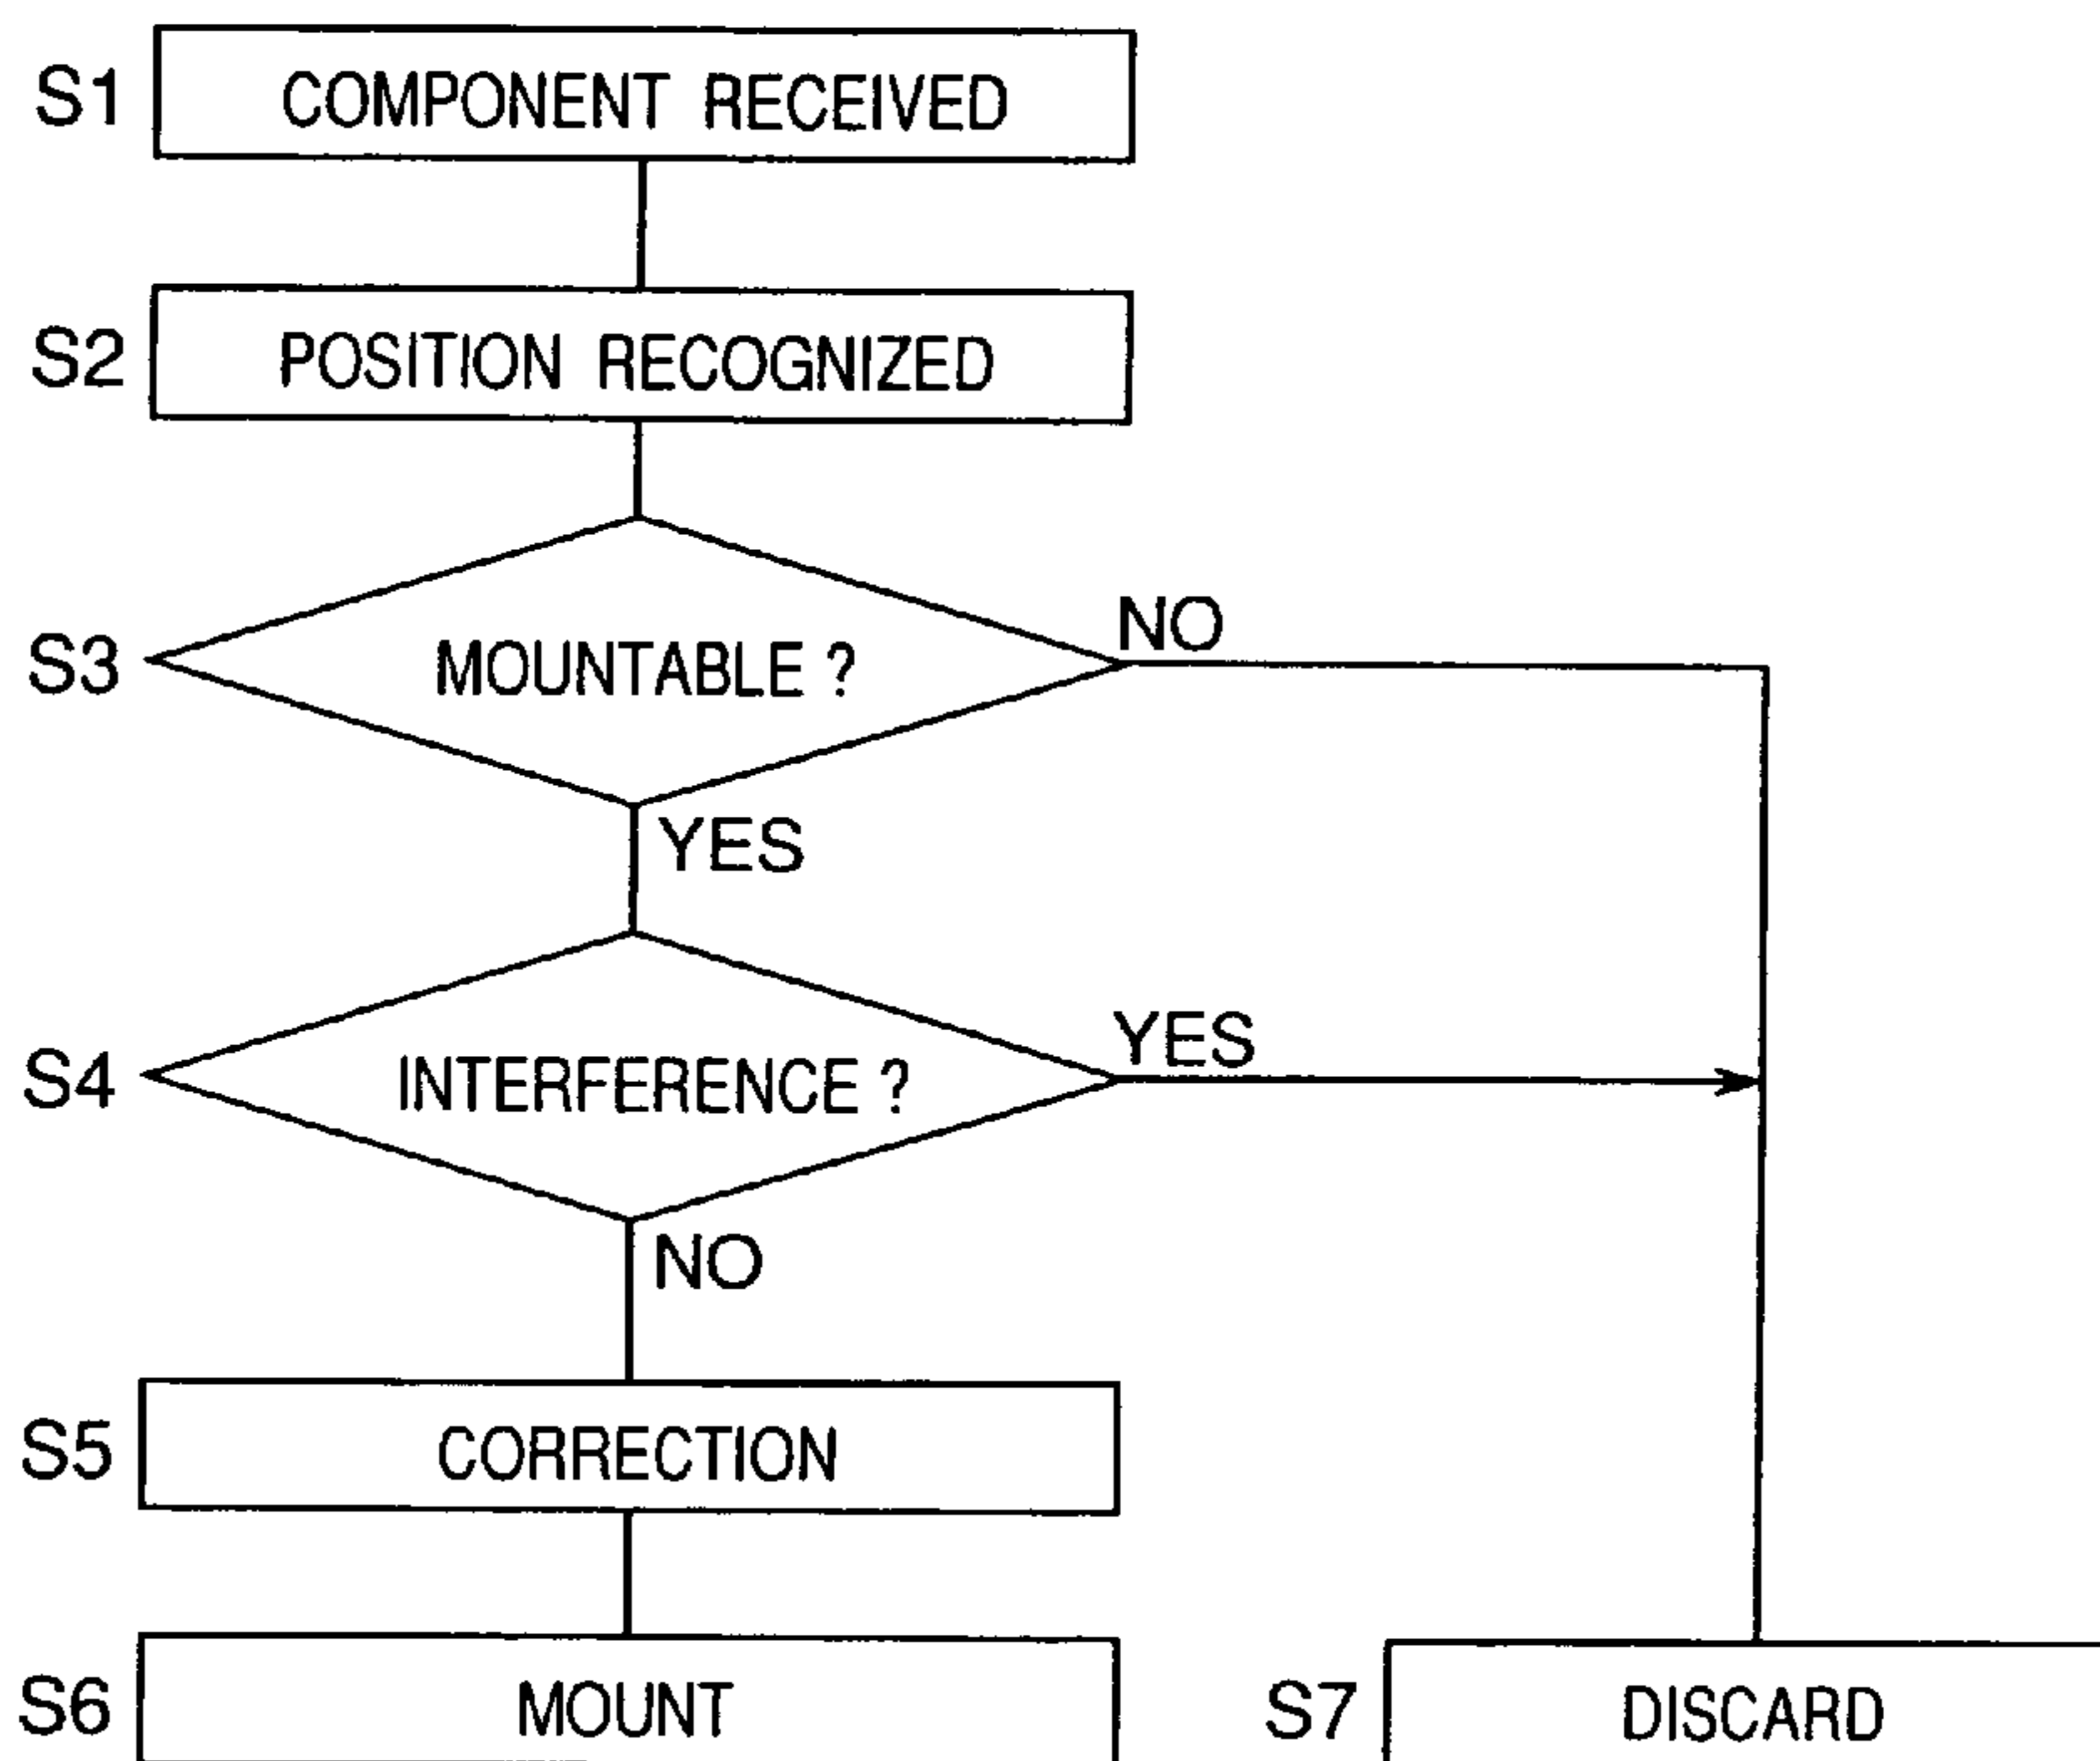 S1 COMPONENT RECEIVED
S2 POSITION RECOGNIZED
S3 MOUNTABLE ?
NO
YES
S4 INTERFERENCE ?
YES
NO
S5 CORRECTION
S6 MOUNT
S7 DISCARD